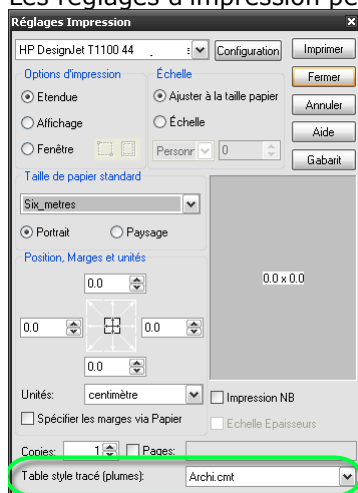 Les réglages d'impression pe
Réglages Impression
HP DesignJet T1100 44 Configuration Imprimer
Options d'impression Échelle Fermer
Etendue Ajuster à la taille papier Annuler
Affichage Échelle Aide
Fenêtre Personr 0 Gabarit
Taille de papier standard
Six_metres
Portrait Paysage
Position, Marges et unités
0.0 0.0 x 0.0
0.0 0.0
0.0
Unités: centimètre Impression NB
Spécifier les marges via Papier Echelle Epaisseurs
Copies: 1 Pages:
Table style tracé (plumes): Archi.cmt